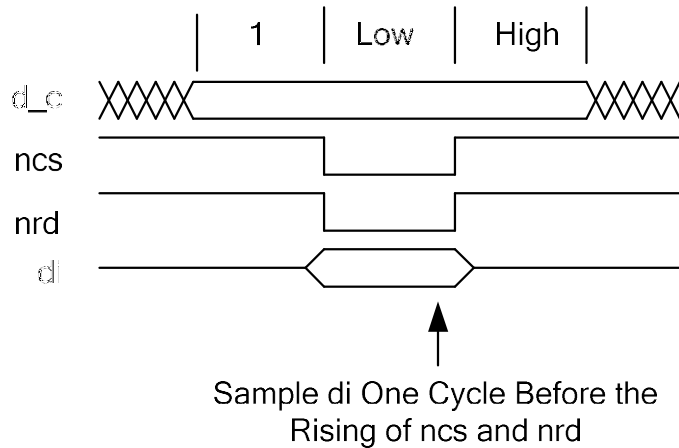 1 Low High
d_c
ncs
nrd
di
Sample di One Cycle Before the
Rising of ncs and nrd